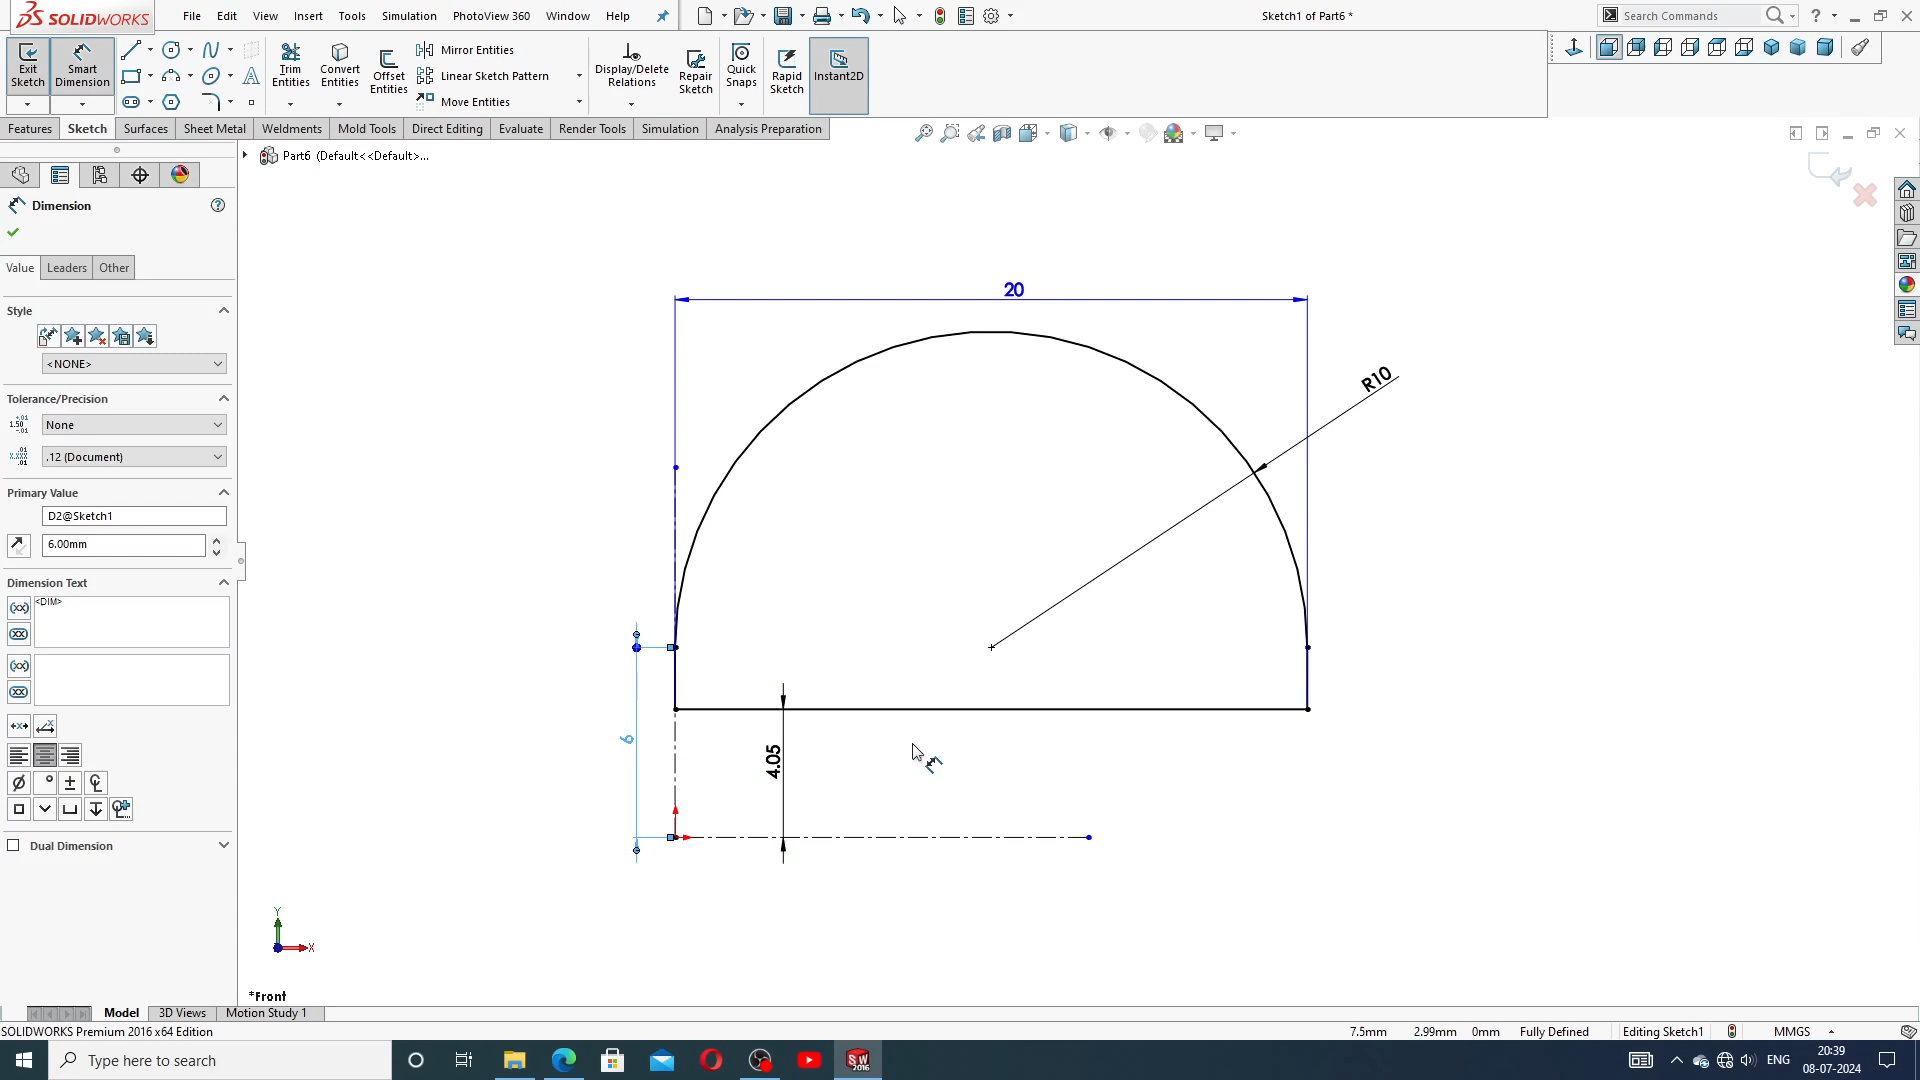 SOLIDWORKS
File Edit View Insert Tools Simulation PhotoView 360 Window Help
Sketch1 of Part6 *
Search Commands
Exit Sketch
Smart Dimension
Trim Entities
Convert Entities
Offset Entities
Mirror Entities
Linear Sketch Pattern
Move Entities
Display/Delete Relations
Repair Sketch
Quick Snaps
Rapid Sketch
Instant2D
Features Sketch Surfaces Sheet Metal Weldments Mold Tools Direct Editing Evaluate Render Tools Simulation Analysis Preparation
Part6 (Default<<Default>...
Dimension
Value Leaders Other
Style
<NONE>
Tolerance/Precision
None
.12 (Document)
Primary Value
D2@Sketch1
6.00mm
Dimension Text
<DIM>
Dual Dimension
20
R10
6
4.05
Y
X
*Front
Model 3D Views Motion Study 1
SOLIDWORKS Premium 2016 x64 Edition
7.5mm 2.99mm 0mm Fully Defined Editing Sketch1 MMGS
Type here to search
ENG
20:39
08-07-2024